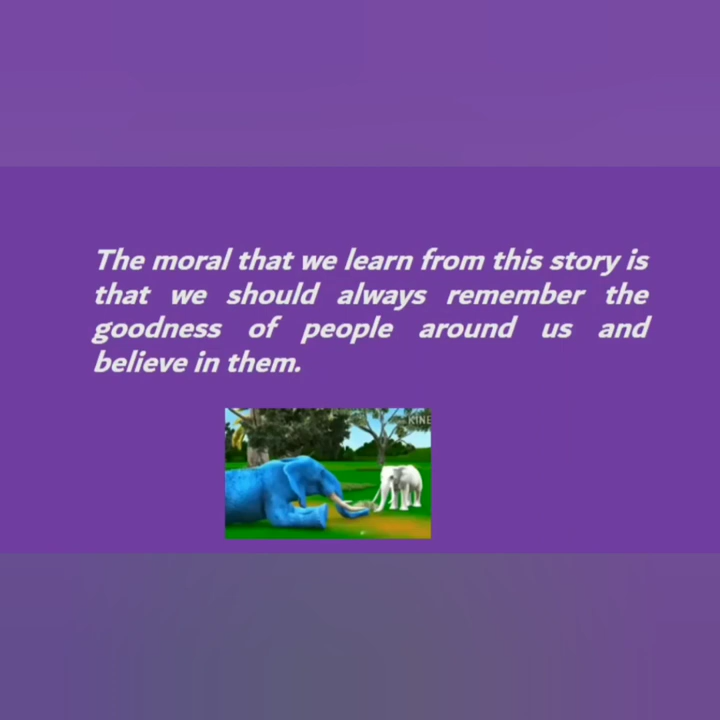 The moral that we learn from this story is
that we should always remember the
goodness of people around us and
believe in them.
KINE